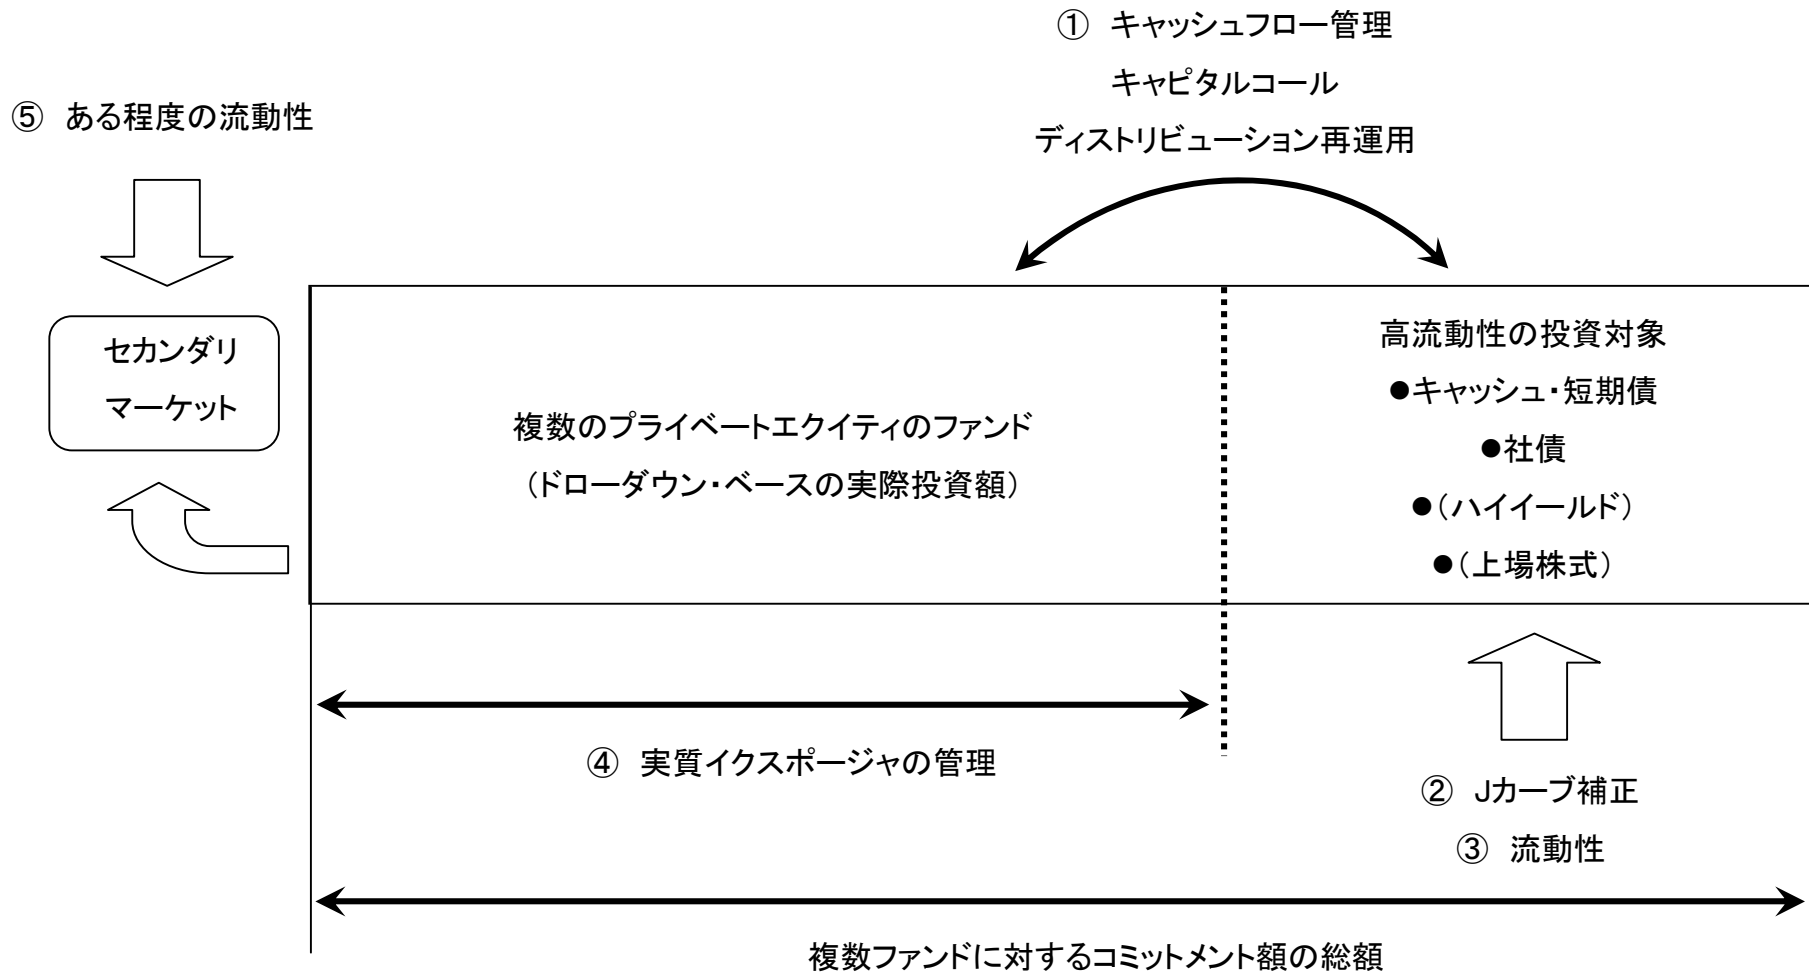 ① キャッシュフロー管理
キャピタルコール
ディストリビューション再運用
⑤ ある程度の流動性
セカンダリ
マーケット
複数のプライベートエクイティのファンド
（ドローダウン・ベースの実際投資額）
高流動性の投資対象
●キャッシュ・短期債
●社債
●（ハイイールド）
●（上場株式）
④ 実質イクスポージャの管理
② Jカーブ補正
③ 流動性
複数ファンドに対するコミットメント額の総額